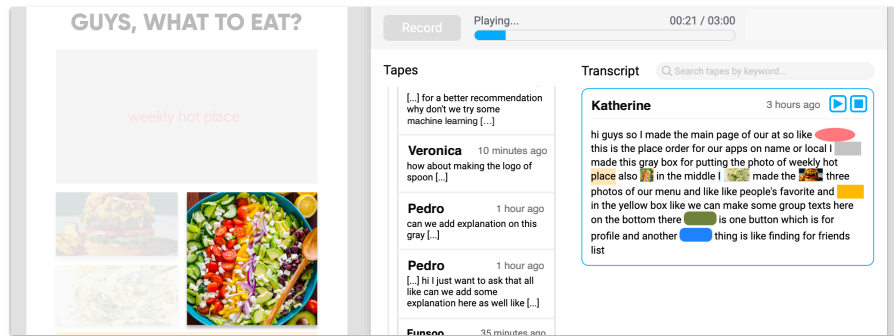 GUYS, WHAT TO EAT?
weekly hot place
Record
Playing...
00:21 / 03:00
Tapes
[...] for a better recommendation
why don't we try some
machine learning [...]
Veronica 10 minutes ago
how about making the logo of
spoon [...]
Pedro 1 hour ago
can we add explanation on this
gray [...]
Pedro 1 hour ago
[...] hi I just want to ask that all
like can we add some
explanation here as well like [...]
Eunsoo 35 minutes ago
Transcript
Search tapes by keyword...
Katherine 3 hours ago
hi guys so I made the main page of our at so like
this is the place order for our apps on name or local I
made this gray box for putting the photo of weekly hot
place also in the middle I made the three
photos of our menu and like like people's favorite and
in the yellow box like we can make some group texts here
on the bottom there is one button which is for
profile and another thing is like finding for friends
list